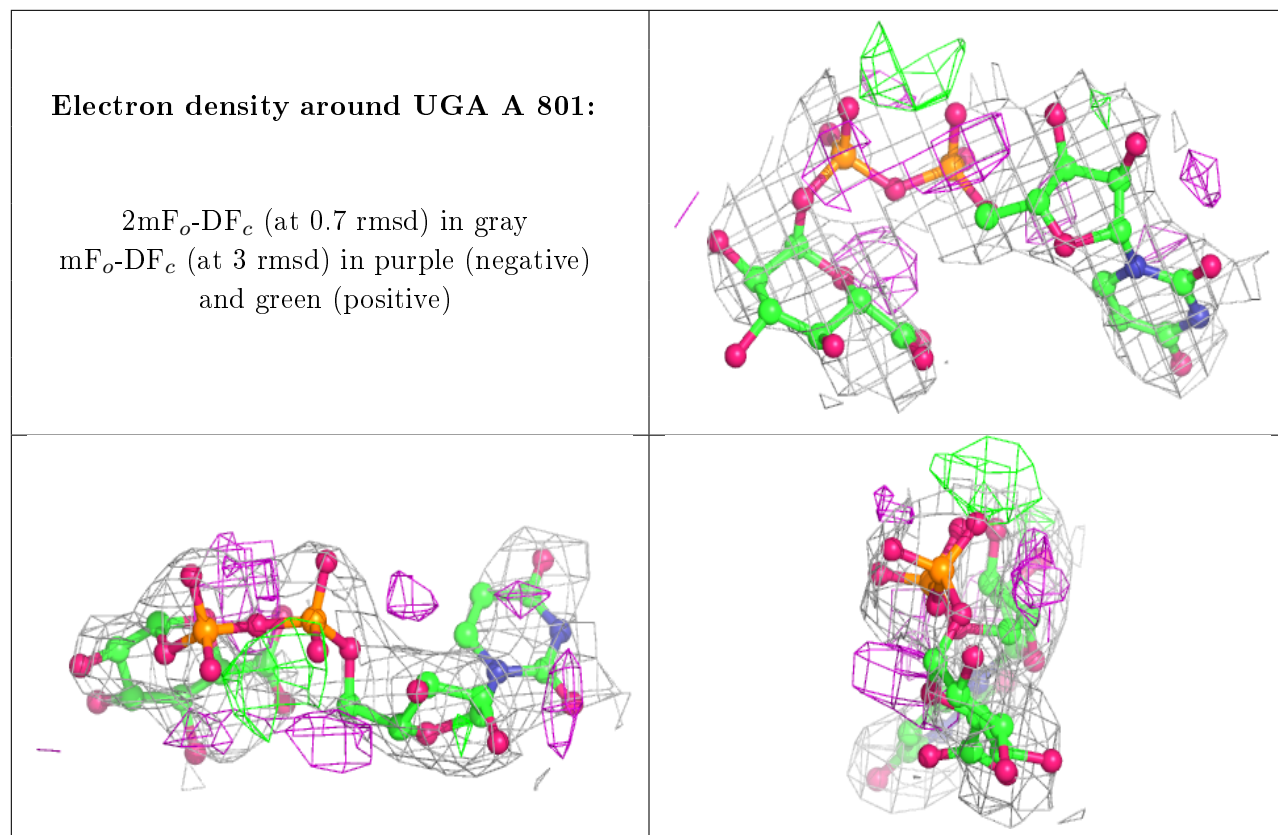 Electron density around UGA A 801:
2mFo-DFc (at 0.7 rmsd) in gray
mFo-DFc (at 3 rmsd) in purple (negative)
and green (positive)